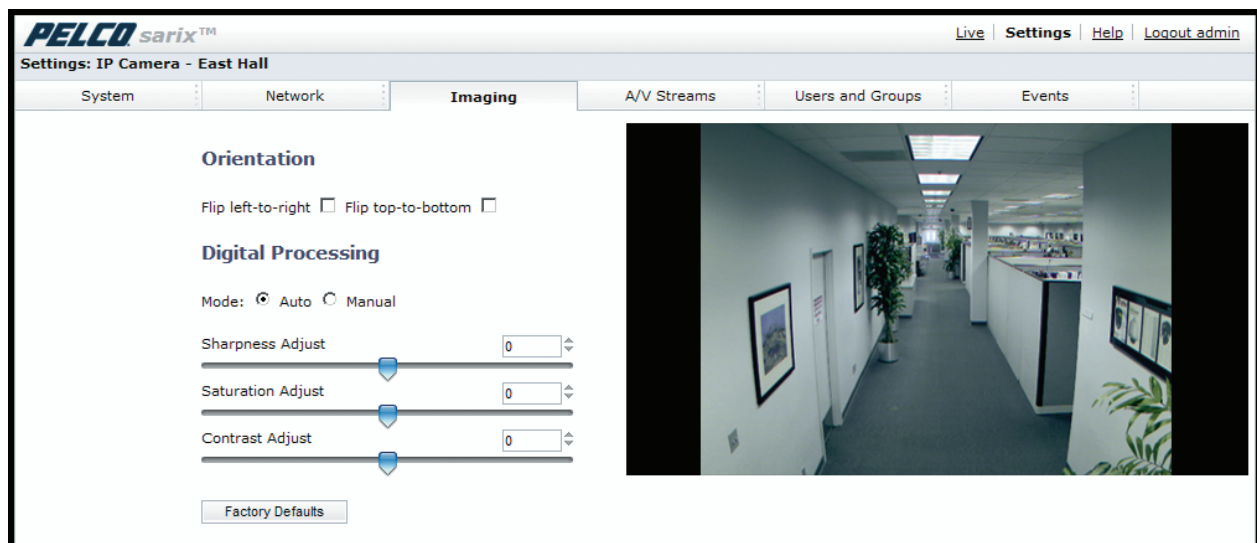 PELCO sarix™
Live | Settings | Help | Logout admin
Settings: IP Camera - East Hall
System Network Imaging A/V Streams Users and Groups Events
Orientation
Flip left-to-right Flip top-to-bottom
Digital Processing
Mode: Auto Manual
Sharpness Adjust 0
Saturation Adjust 0
Contrast Adjust 0
Factory Defaults